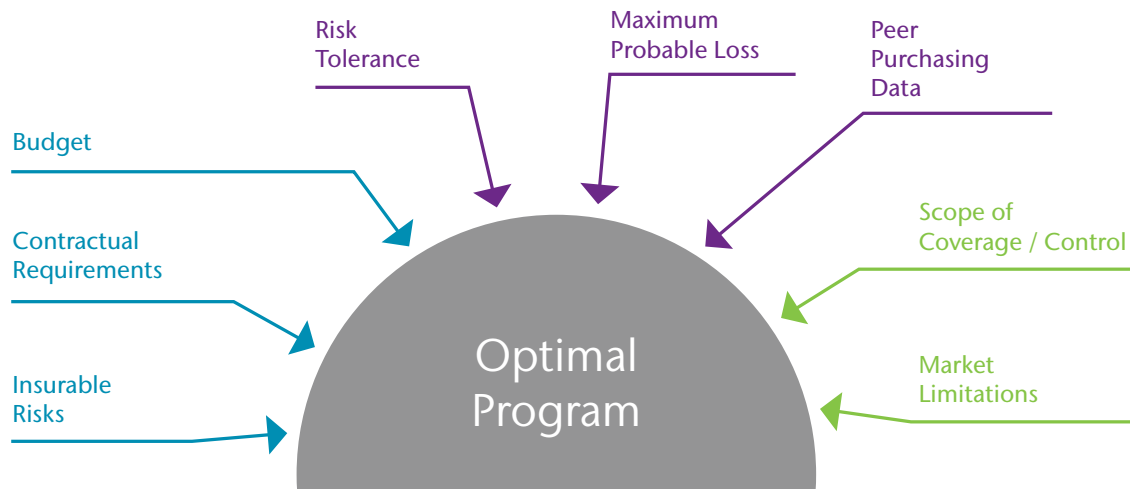 Risk
Tolerance
Maximum
Probable Loss
Peer
Purchasing
Data
Budget
Contractual
Requirements
Insurable
Risks
Scope of
Coverage / Control
Market
Limitations
Optimal
Program